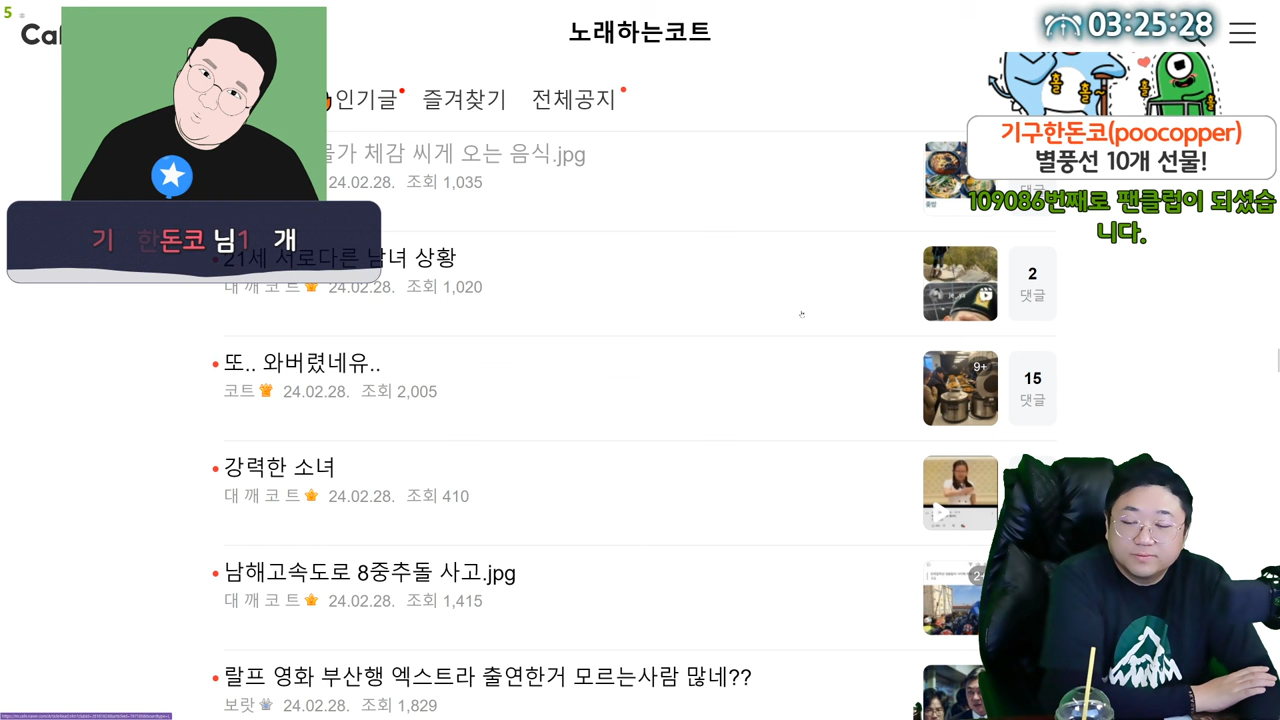 5
노래하는코트
03:25:28
인기글
즐겨찾기
전체공지
훌
훌~
훌
훌
기구한돈코(poocopper)
별풍선 10개 선물!
109086번째로 팬클럽이 되셨습
니다.
체감 씨게 오는 음식.jpg
24.02.28. 조회 1,035
댓글
기 한돈코 님1 개
21세 서로다른 남녀 상황
대 깨 코 트 24.02.28. 조회 1,020
2
댓글
또.. 와버렸네유..
코트 24.02.28. 조회 2,005
9+
15
댓글
강력한 소녀
대 깨 코 트 24.02.28. 조회 410
남해고속도로 8중추돌 사고.jpg
대 깨 코 트 24.02.28. 조회 1,415
랄프 영화 부산행 엑스트라 출연한거 모르는사람 많네??
보랏 24.02.28. 조회 1,829